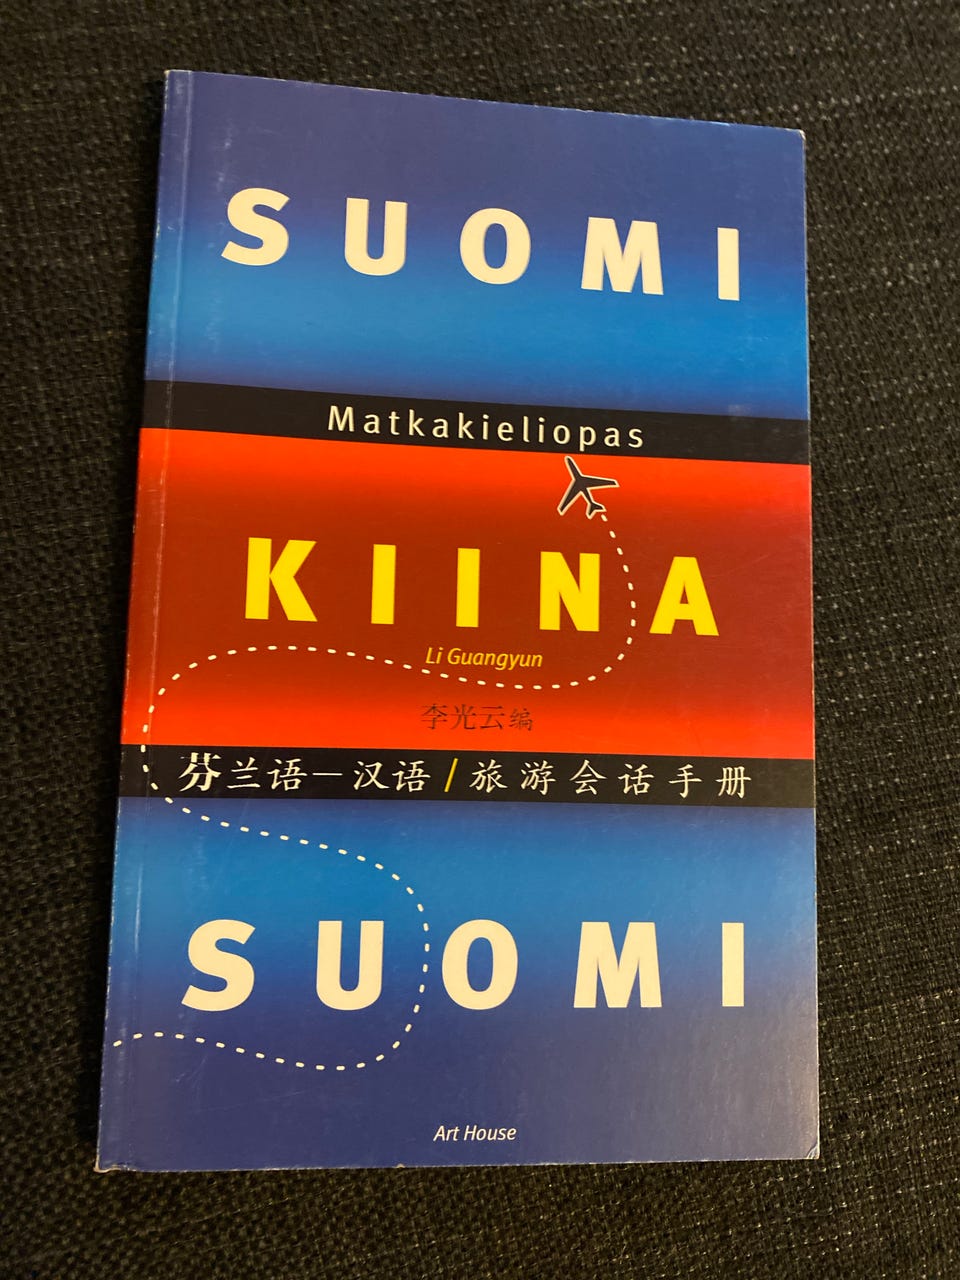 SUOMI
Matkakieliopas
KIINA
Li Guangyun
李光云编
芬兰语－汉语/旅游会话手册
SUOMI
Art House